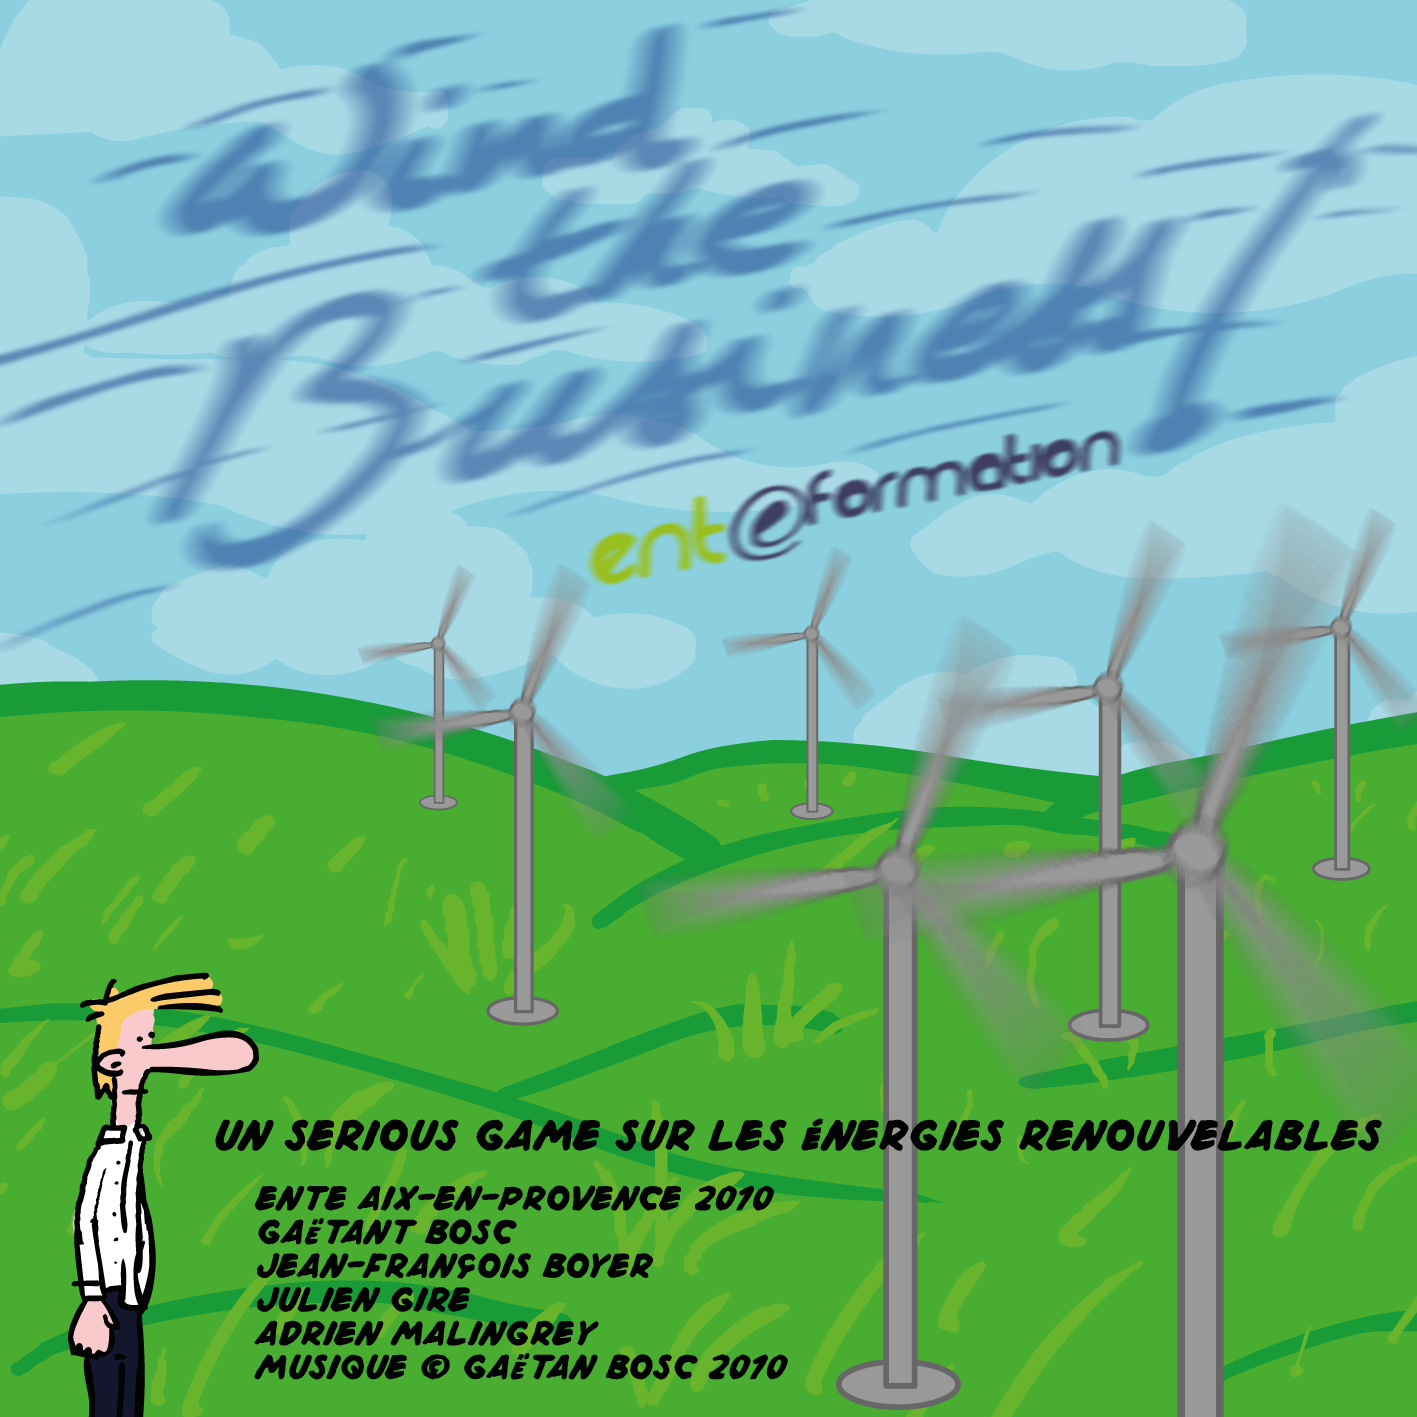 Wind
the
Business!
ent@formation
UN SERIOUS GAME SUR LES ÉNERGIES RENOUVELABLES
ENTE AIX-EN-PROVENCE 2010
GAËTANT BOSC
JEAN-FRANÇOIS BOYER
JULIEN GIRE
ADRIEN MALINGREY
MUSIQUE © GAËTAN BOSC 2010